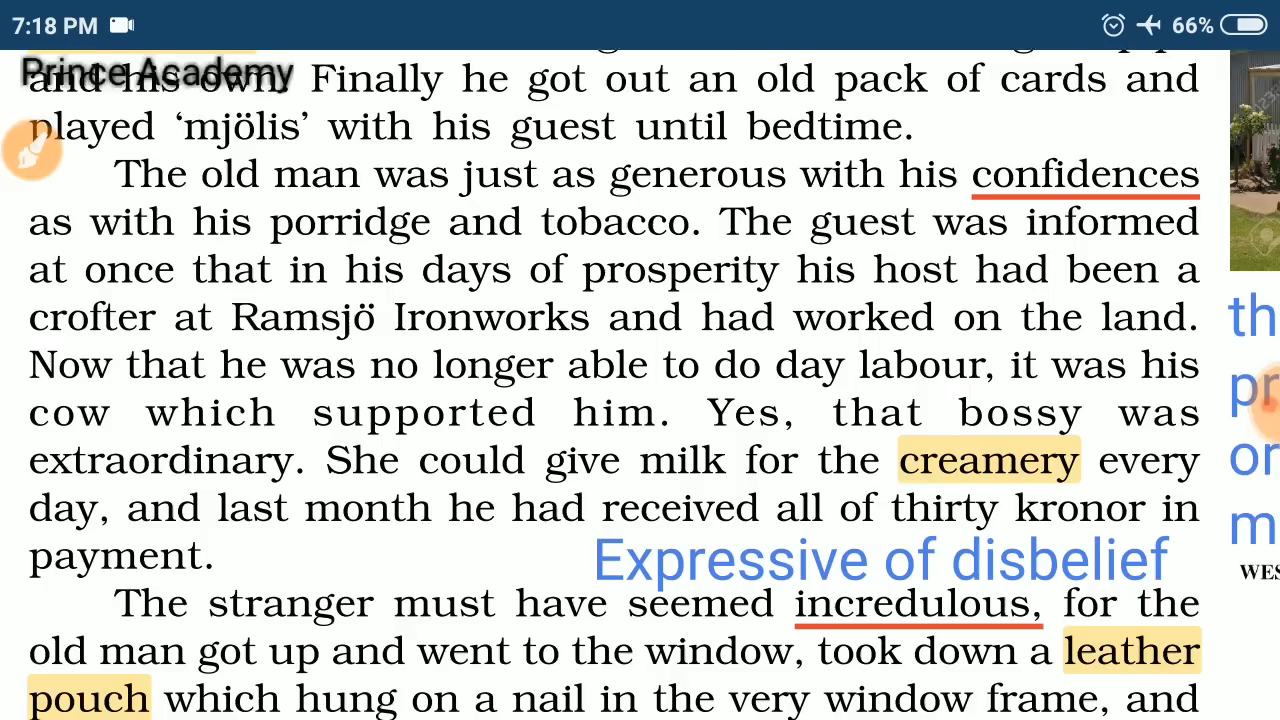 7:18 PM 66%
Prince Academy
and his own. Finally he got out an old pack of cards and
played ‘mjölis’ with his guest until bedtime.
The old man was just as generous with his confidences
as with his porridge and tobacco. The guest was informed
at once that in his days of prosperity his host had been a
crofter at Ramsjö Ironworks and had worked on the land.
Now that he was no longer able to do day labour, it was his
cow which supported him. Yes, that bossy was
extraordinary. She could give milk for the creamery every
day, and last month he had received all of thirty kronor in
payment.
Expressive of disbelief
The stranger must have seemed incredulous, for the
old man got up and went to the window, took down a leather
pouch which hung on a nail in the very window frame, and
th
pr
or
m
WES